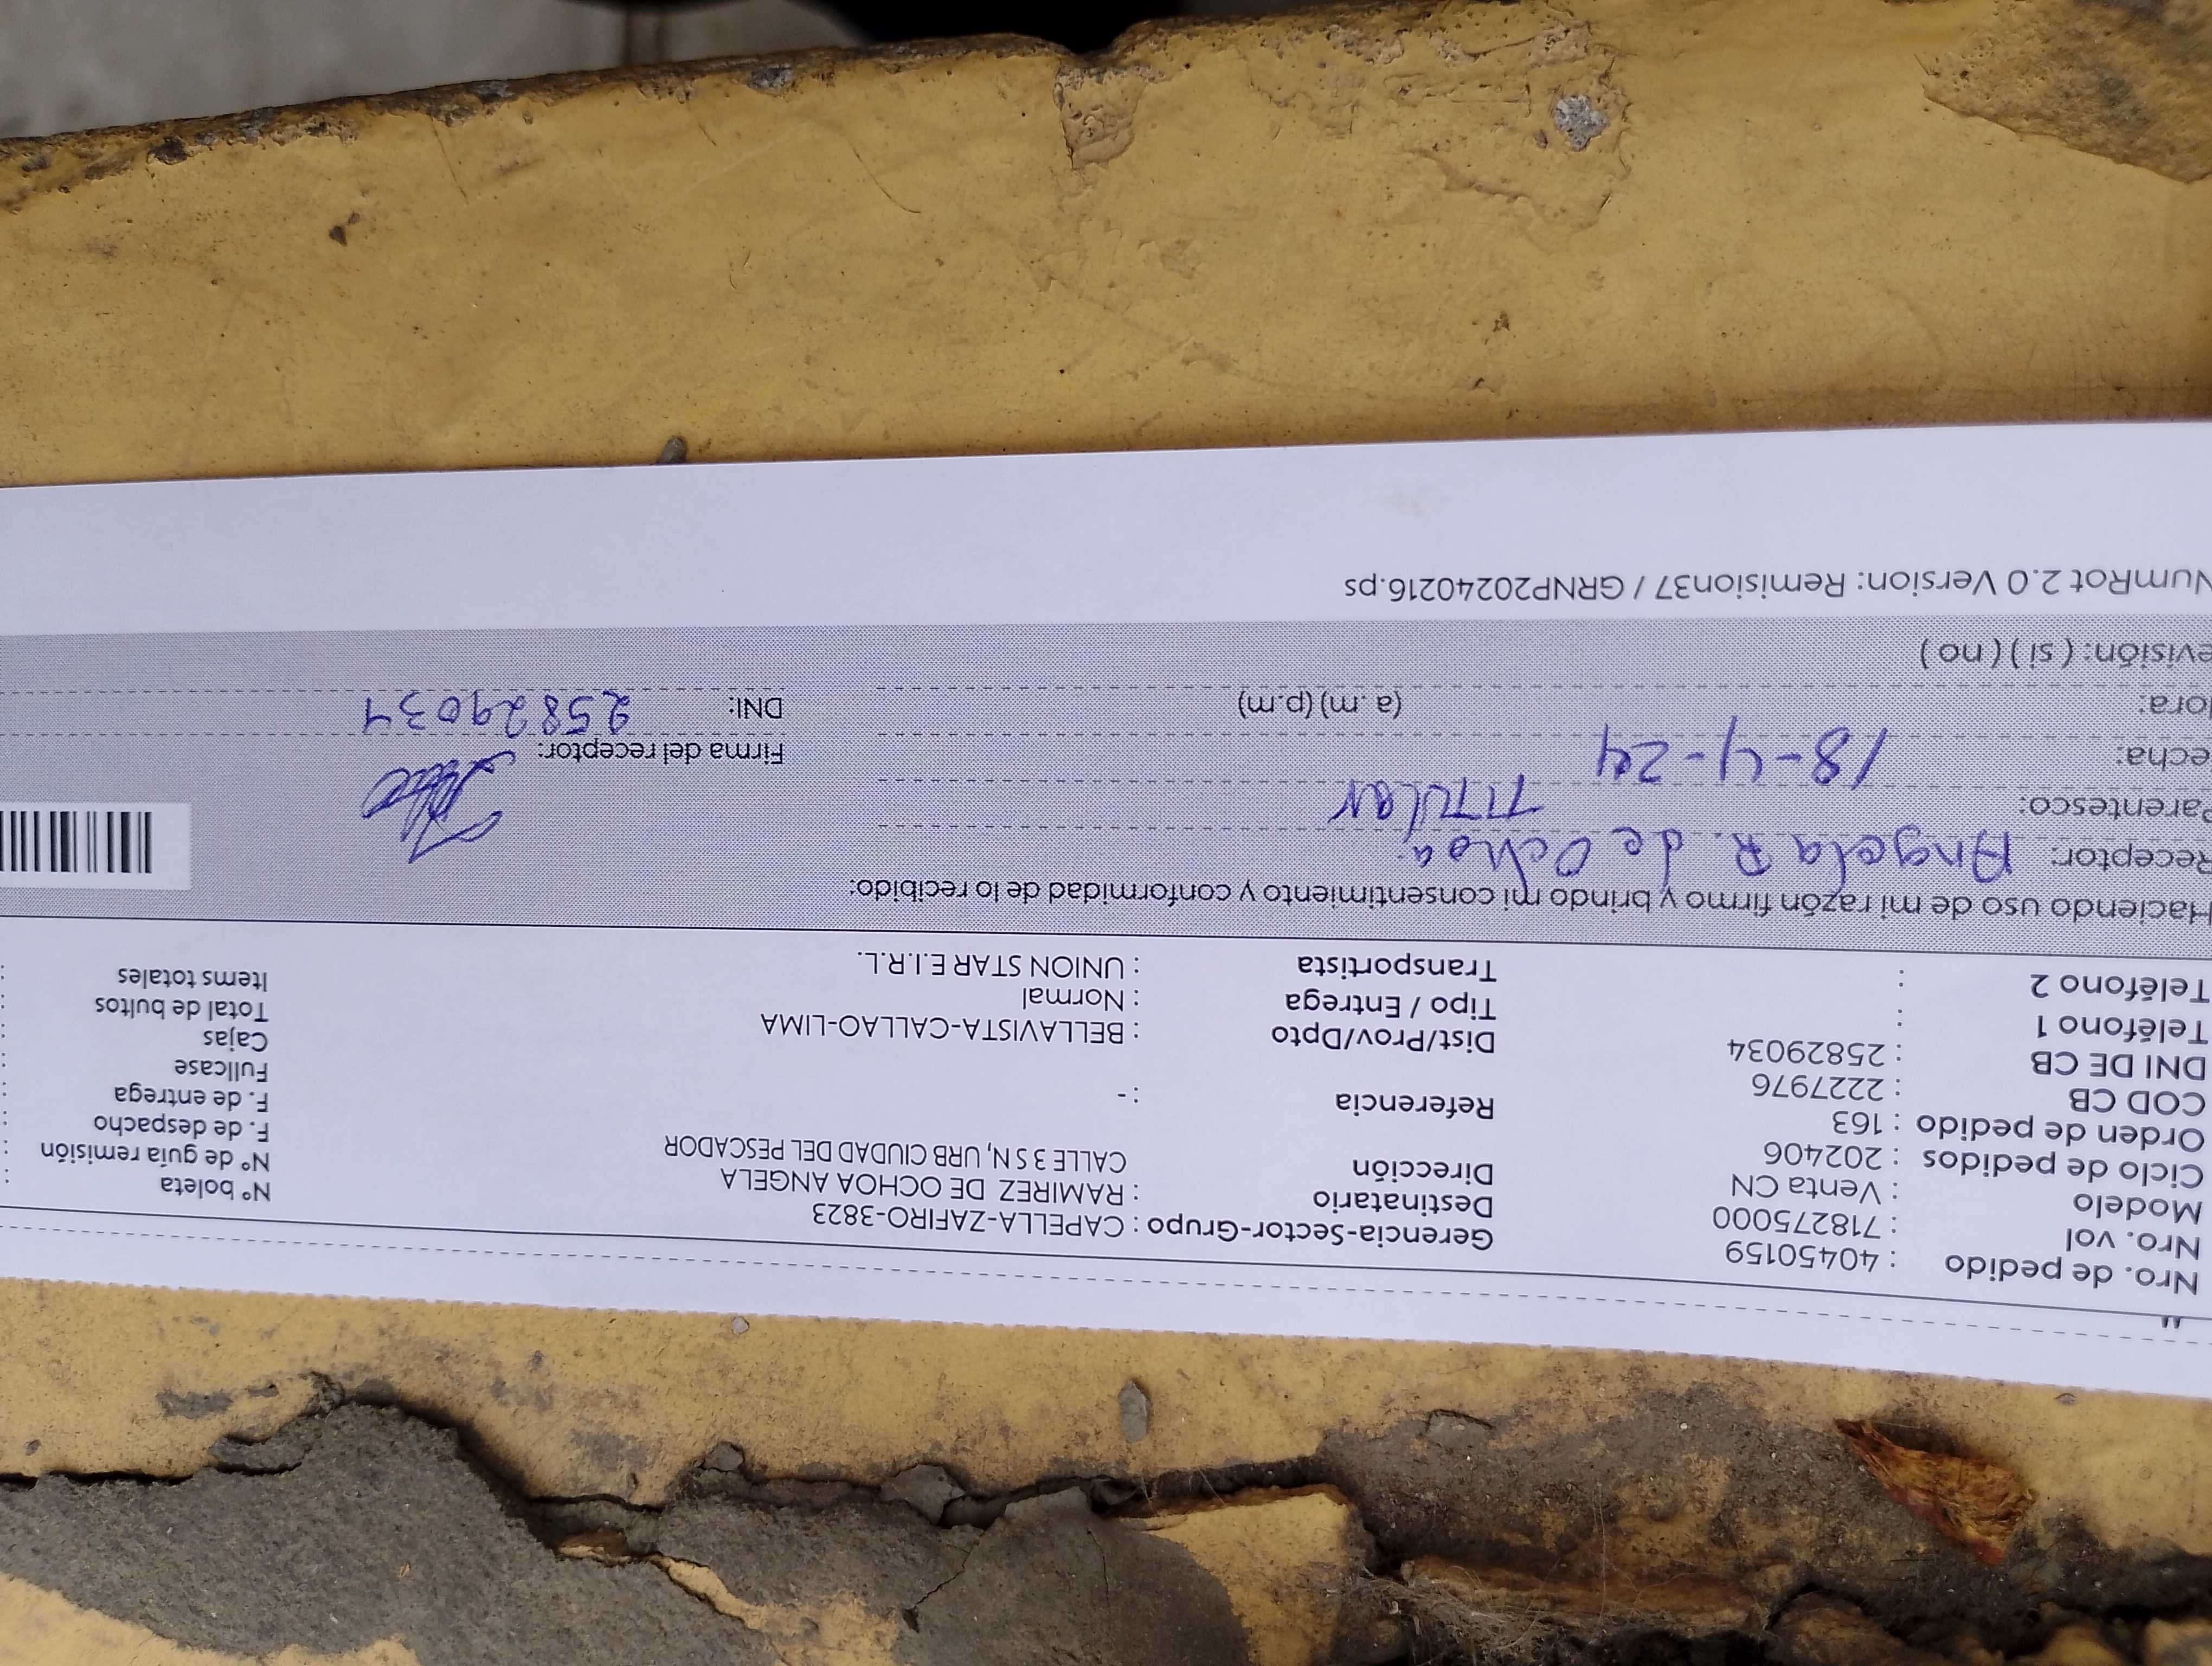 Nro. de pedido : 40450159
Nro. vol : 718275000
Modelo : Venta CN
Ciclo de pedidos : 202406
Orden de pedido : 163
COD CB : 2227976
DNI DE CB : 25829034
Teléfono 1 :
Teléfono 2 :
Gerencia-Sector-Grupo : CAPELLA-ZAFIRO-3823
Destinatario : RAMIREZ DE OCHOA ANGELA
Dirección CALLE 3 S N, URB CIUDAD DEL PESCADOR
Referencia : -
Dist/Prov/Dpto : BELLAVISTA-CALLAO-LIMA
Tipo / Entrega : Normal
Transportista : UNION STAR E.I.R.L.
N° boleta :
N° de guía remisión :
F. de despacho :
F. de entrega :
Fullcase :
Cajas :
Total de bultos :
Items totales :
Haciendo uso de mi razón firmo y brindo mi consentimiento y conformidad de lo recibido:
Receptor: Angela R. de Ochoa.
Parentesco: TITULar
echa: 18-4-24
ora: (a .m) (p.m)
evisión: ( si ) ( no )
Firma del receptor:
DNI: 25829034
NumRot 2.0 Version: Remision37 / GRNP20240216.ps